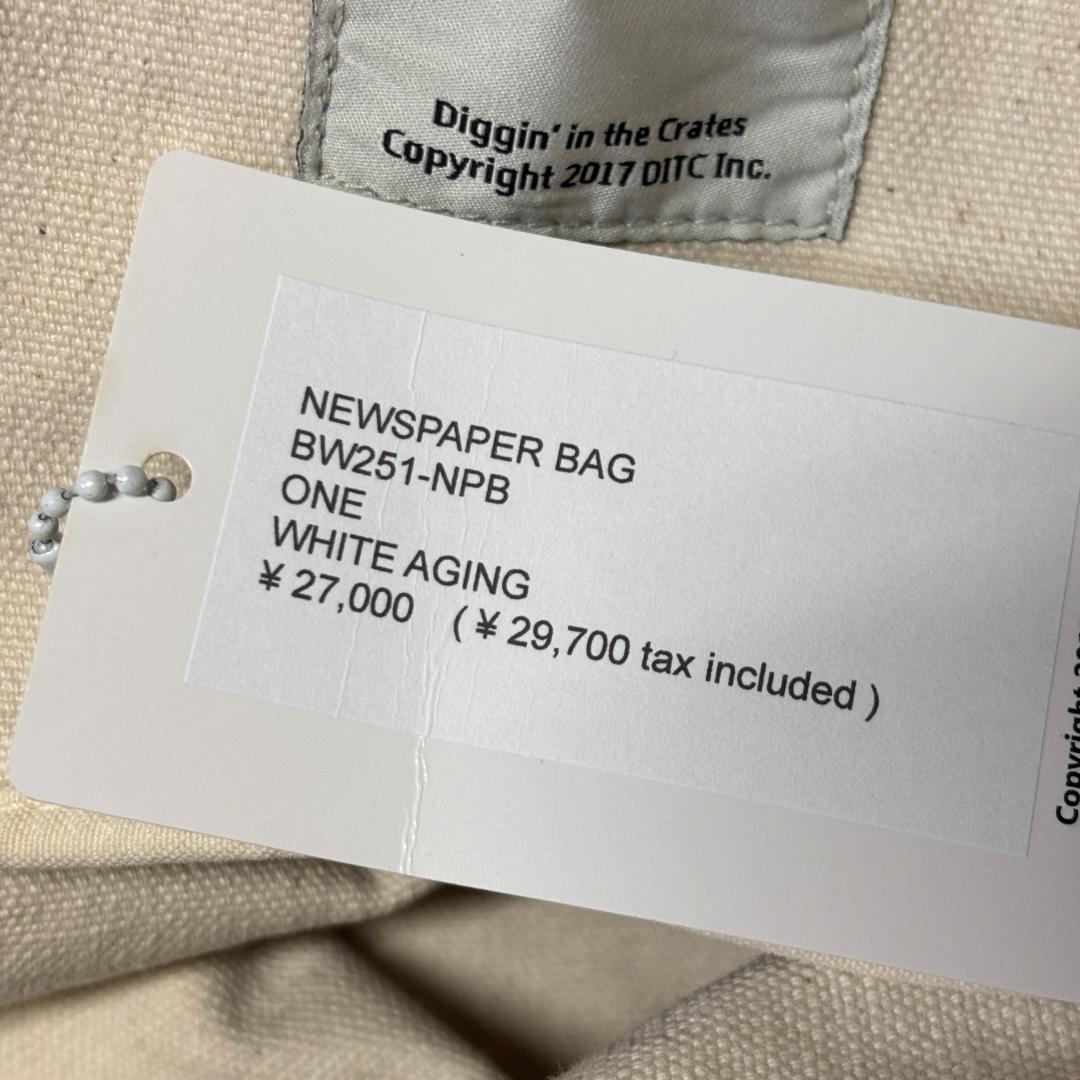 Diggin' in the Crates
Copyright 2017 DITC Inc.
NEWSPAPER BAG
BW251-NPB
ONE
WHITE AGING
¥ 27,000 (¥ 29,700 tax included )
Copyright